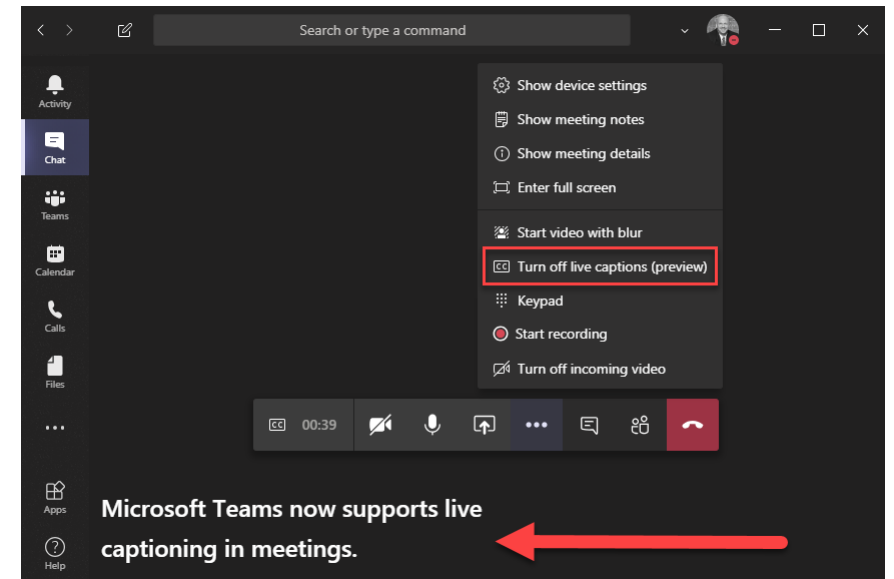 Search or type a command
Activity
Chat
Teams
Calendar
Calls
Files
Apps
Help
Show device settings
Show meeting notes
Show meeting details
Enter full screen
Start video with blur
CC Turn off live captions (preview)
Keypad
Start recording
Turn off incoming video
CC 00:39
Microsoft Teams now supports live
captioning in meetings.